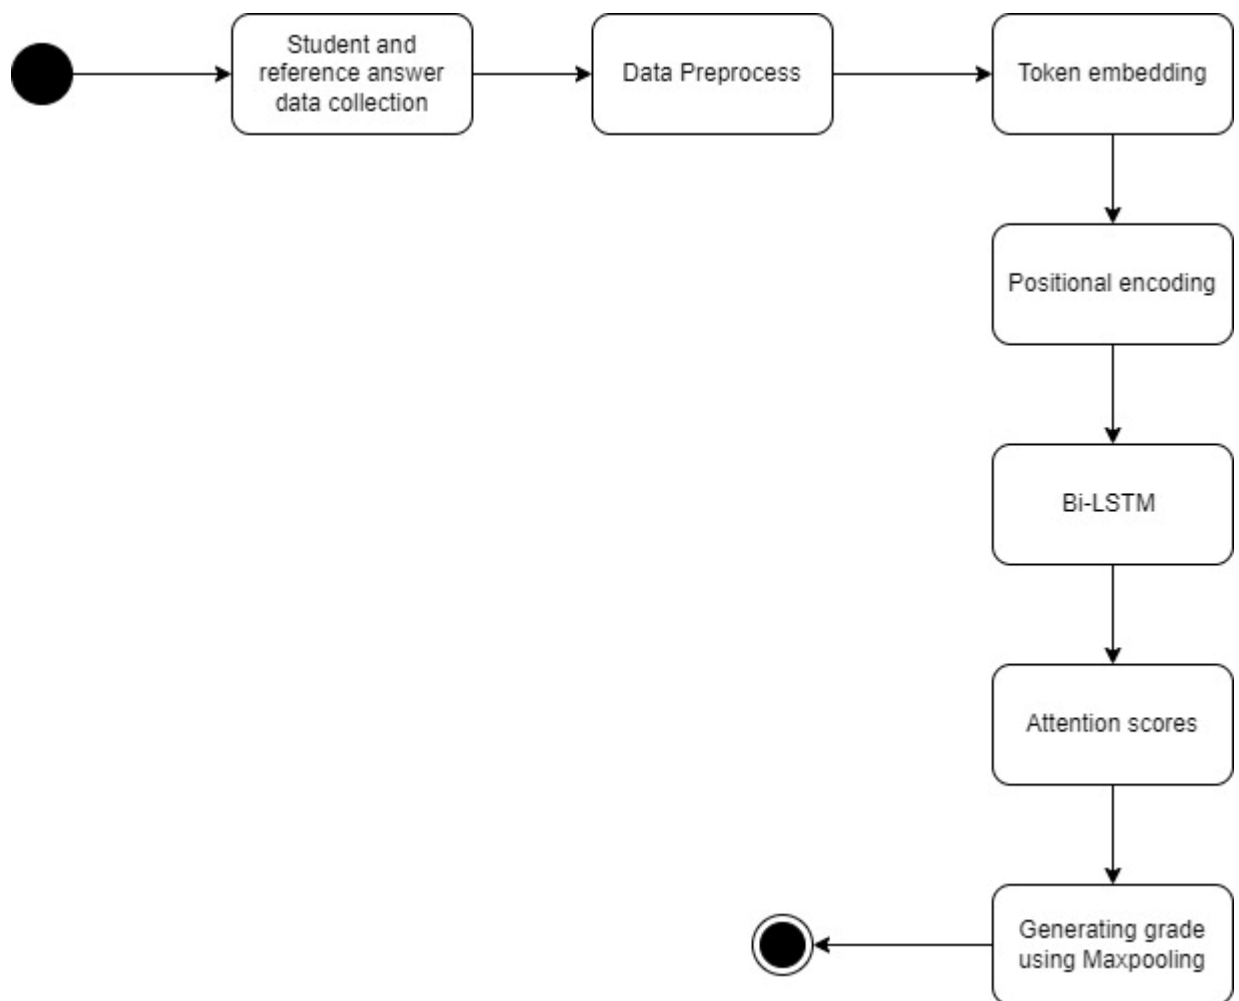 Student and
reference answer
data collection
Data Preprocess
Token embedding
Positional encoding
Bi-LSTM
Attention scores
Generating grade
using Maxpooling